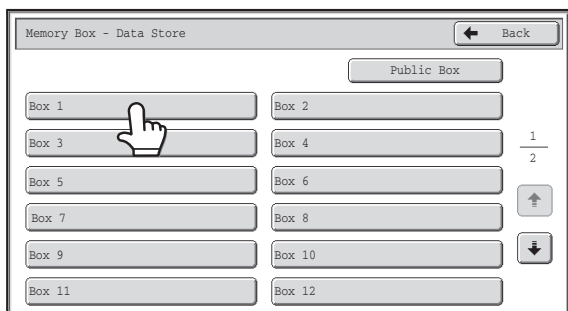 Memory Box - Data Store
Back
Public Box
Box 1
Box 2
Box 3
Box 4
1
2
Box 5
Box 6
Box 7
Box 8
Box 9
Box 10
Box 11
Box 12